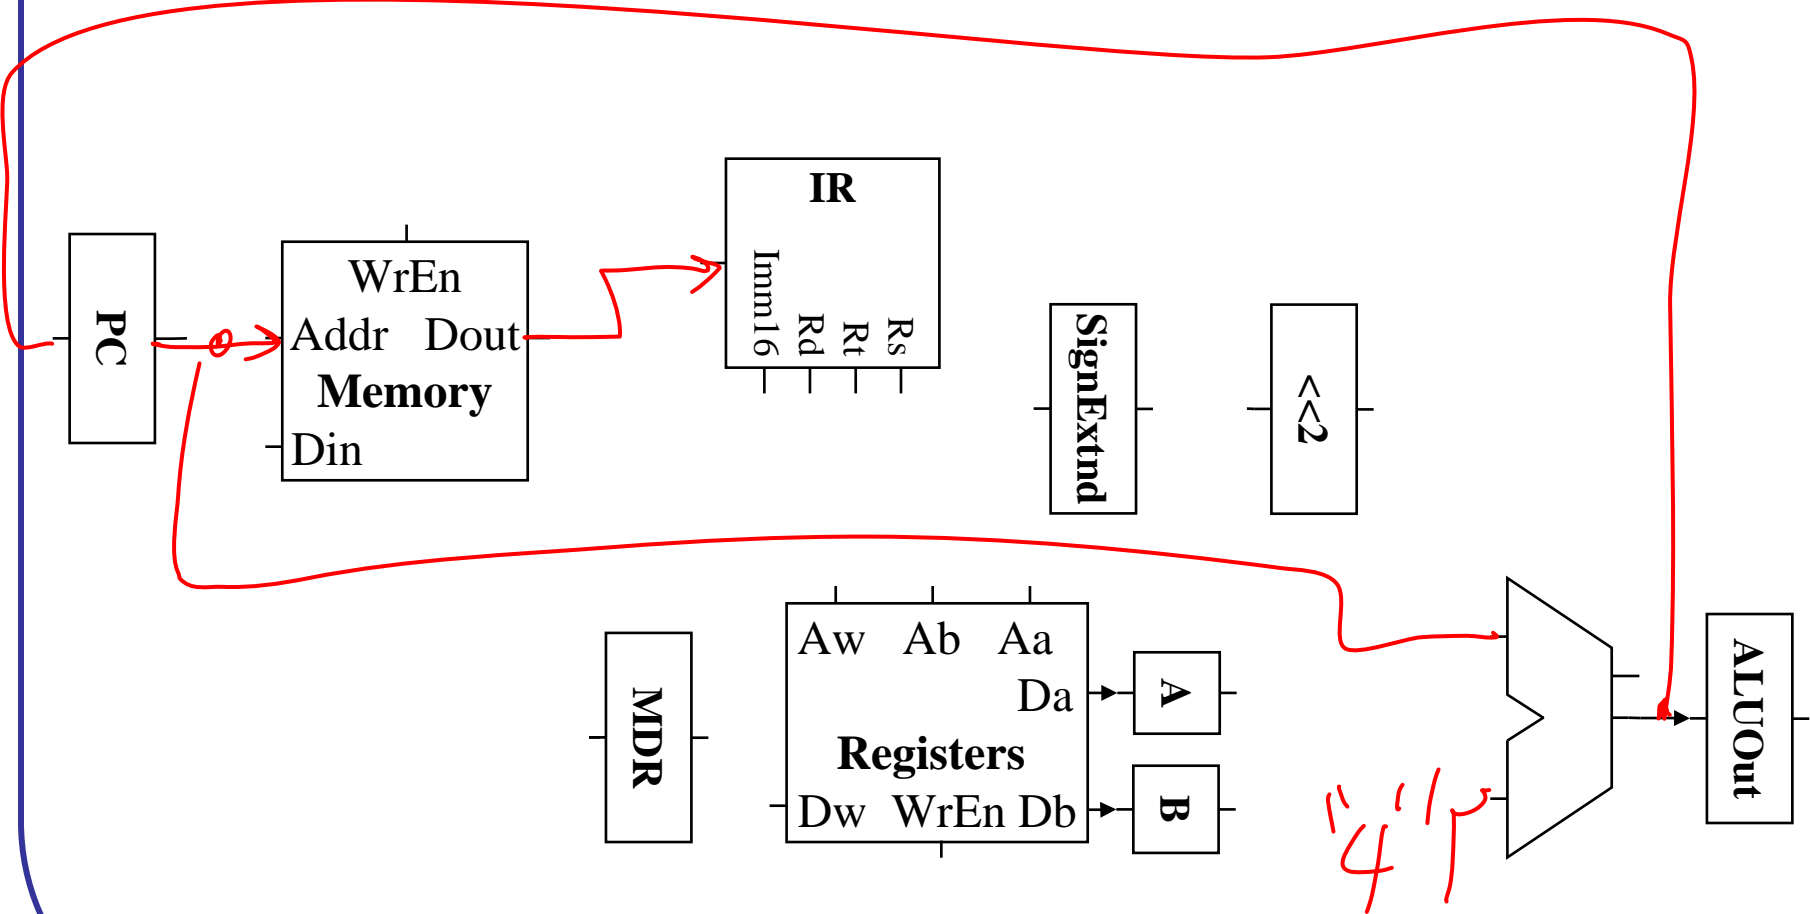 IR
Imm16 Rd Rt Rs
PC
WrEn
Addr Dout
Memory
Din
SignExtnd
<<2
MDR
Aw Ab Aa
Da
Registers
Dw WrEn Db
A
B
"4"
ALUOut